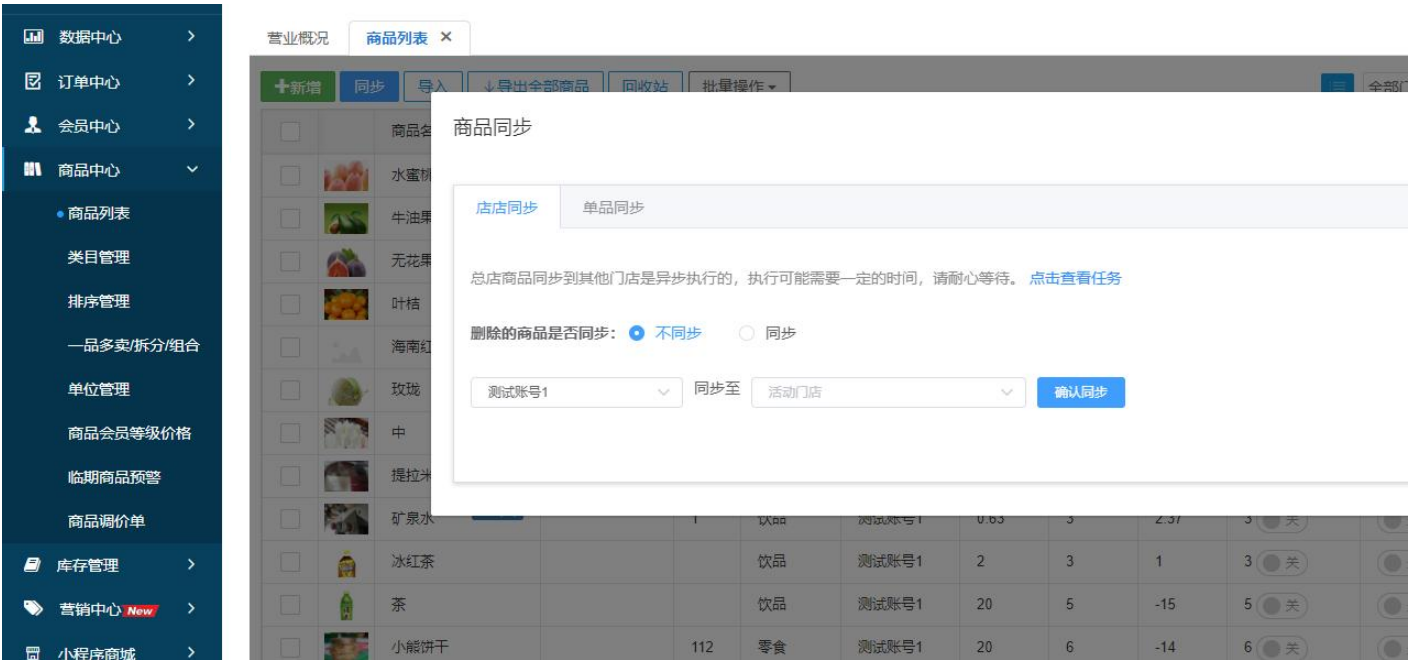 数据中心
订单中心
会员中心
商品中心
商品列表
类目管理
排序管理
一品多卖/拆分/组合
单位管理
商品会员等级价格
临期商品预警
商品调价单
库存管理
营销中心 New
小程序商城
营业概况 商品列表 ×
新增 同步 导入 导出全部商品 回收站 批量操作
商品名
水蜜桃
牛油果
无花果
叶桔
海南红
玫珑
中
提拉米
商品同步
店店同步 单品同步
总店商品同步到其他门店是异步执行的，执行可能需要一定的时间，请耐心等待。 点击查看任务
删除的商品是否同步： 不同步 同步
测试账号1 同步至 活动门店 确认同步
矿泉水 1 饮品 测试账号1 0.63 3 2.37 3 关
冰红茶 饮品 测试账号1 2 3 1 3 关
茶 饮品 测试账号1 20 5 -15 5 关
小熊饼干 112 零食 测试账号1 20 6 -14 6 关